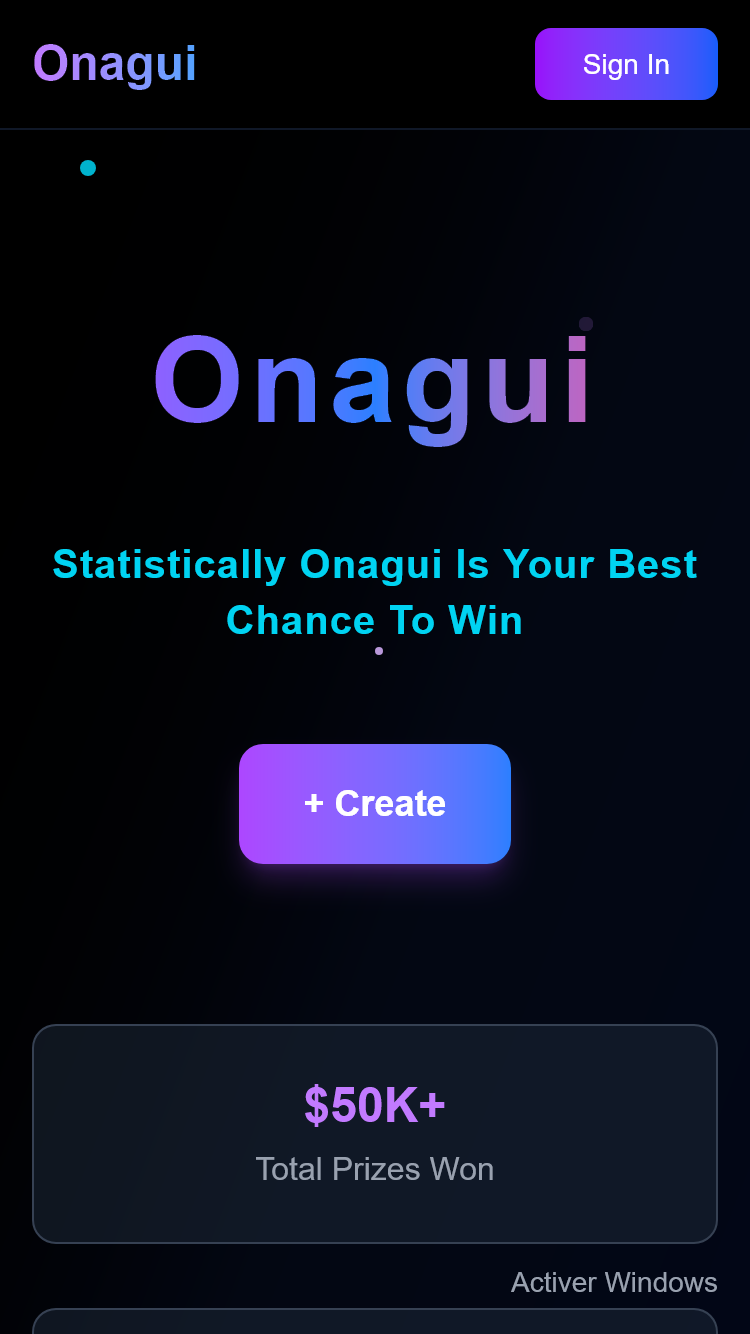 Onagui
Sign In
Onagui
Statistically Onagui Is Your Best
Chance To Win
+ Create
$50K+
Total Prizes Won
Activer Windows